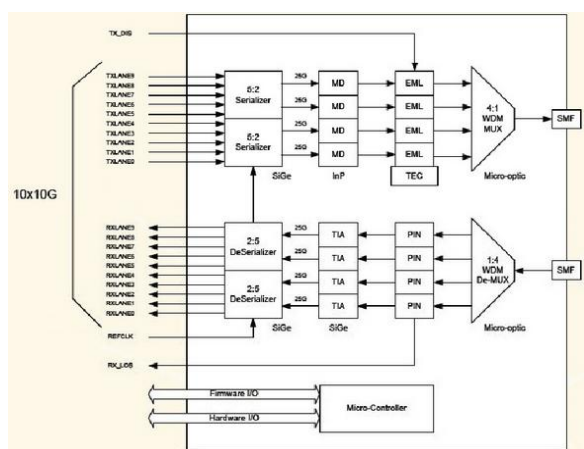 TX_DIS
TXLANE9
TXLANE8
TXLANE7
TXLANE6
TXLANE5
TXLANE4
TXLANE3
TXLANE2
TXLANE1
TXLANE0
5:2
Serializer
5:2
Serializer
SiGe
25G
25G
25G
25G
MD
MD
MD
MD
InP
EML
EML
EML
EML
TEC
4:1
WDM
MUX
Micro-optic
SMF
10x10G
RXLANE9
RXLANE8
RXLANE7
RXLANE6
RXLANE5
RXLANE4
RXLANE3
RXLANE2
RXLANE1
RXLANE0
2:5
DeSerializer
2:5
DeSerializer
SiGe
25G
25G
25G
25G
TIA
TIA
TIA
TIA
SiGe
PIN
PIN
PIN
PIN
1:4
WDM
De-MUX
Micro-optic
SMF
REFCLK
RX_LOS
Firmware I/O
Hardware I/O
Micro-Controller